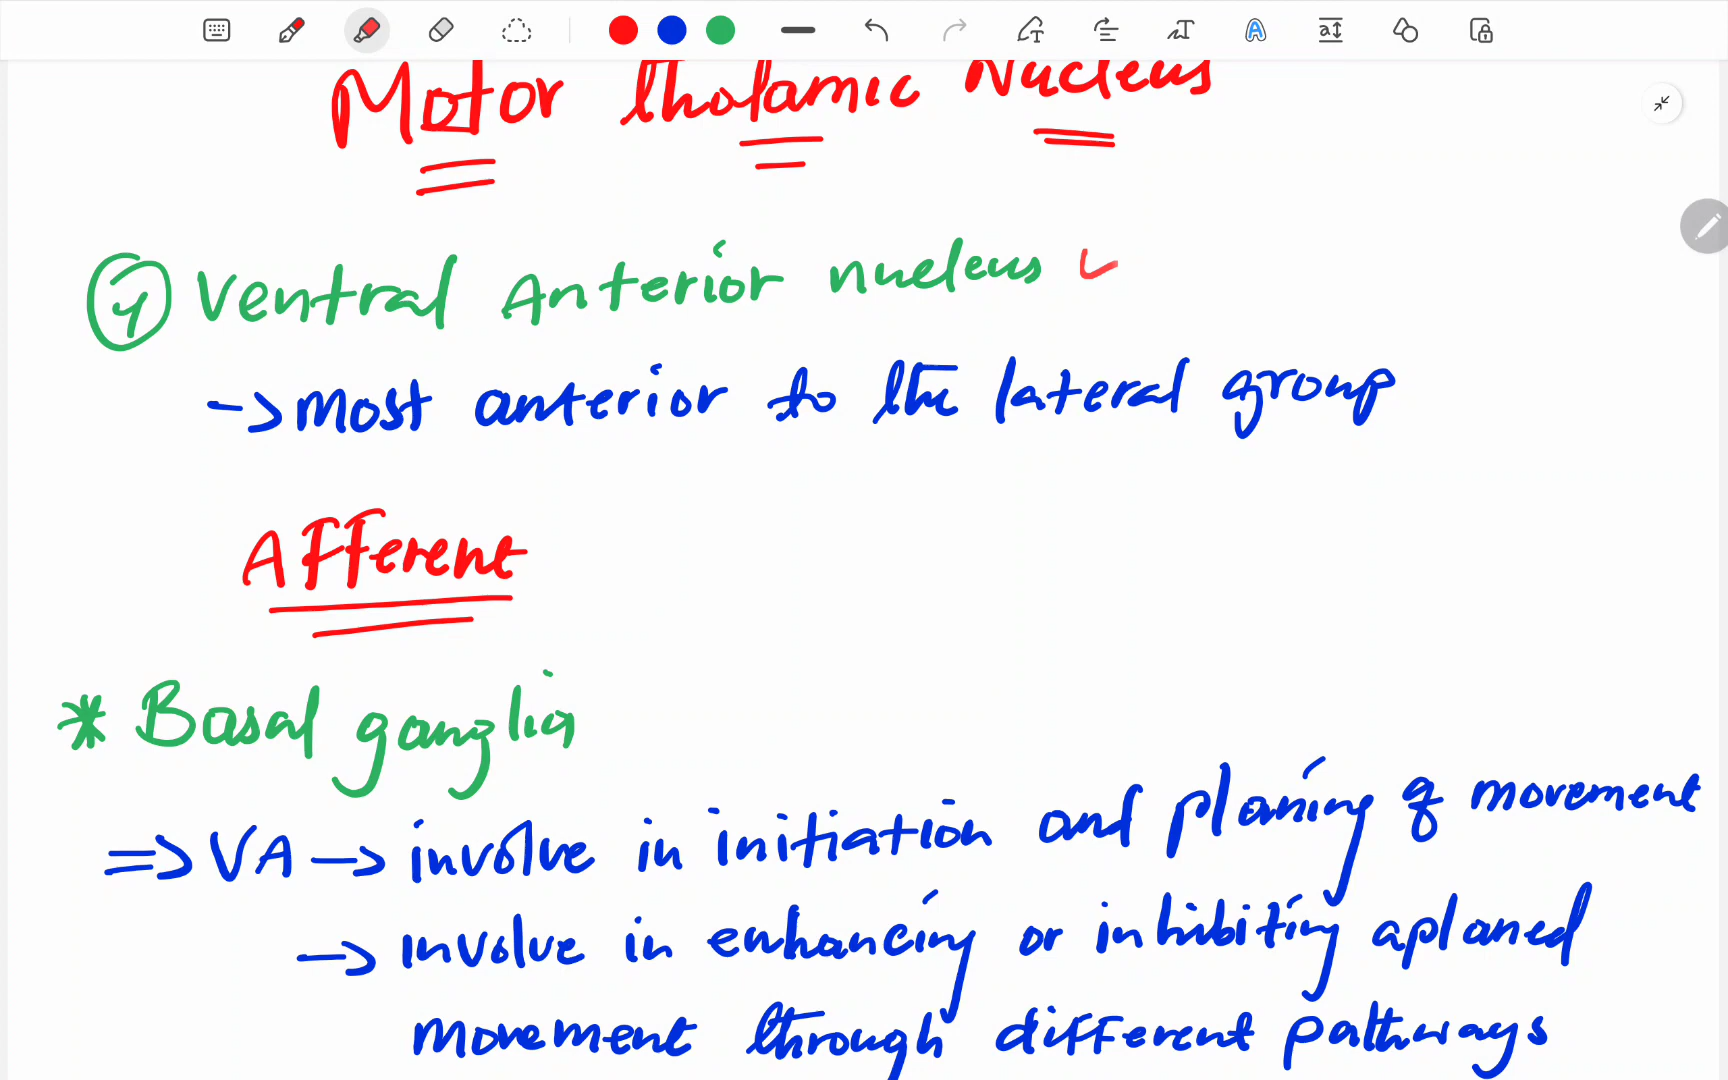 Motor Thalamic Nucleus
4 Ventral Anterior nucleus ✓
-> most anterior to the lateral group
Afferent
* Basal ganglia
=> VA -> involve in initiation and planing of movement
-> involve in enhancing or inhibiting a planed
movement through different pathways